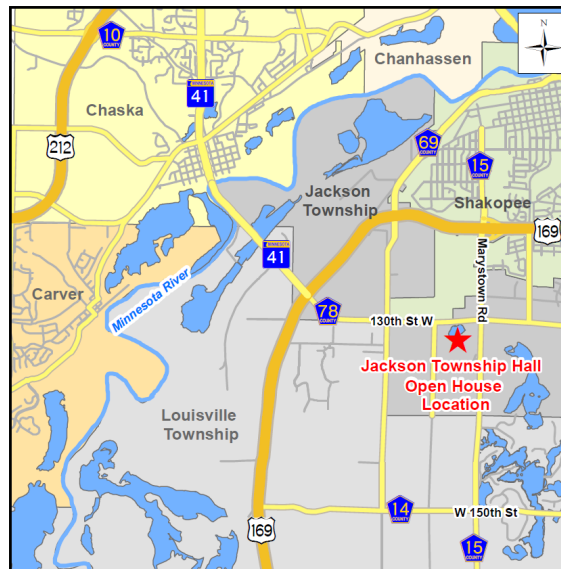 10
COUNTY
Chanhassen
N
MINNESOTA
41
Chaska
212
69
COUNTY
15
COUNTY
Jackson
Township
Shakopee
169
MINNESOTA
41
Marystown Rd
Carver
Minnesota River
78
COUNTY
130th St W
Jackson Township Hall
Open House
Location
Louisville
Township
14
COUNTY
W 150th St
169
15
COUNTY